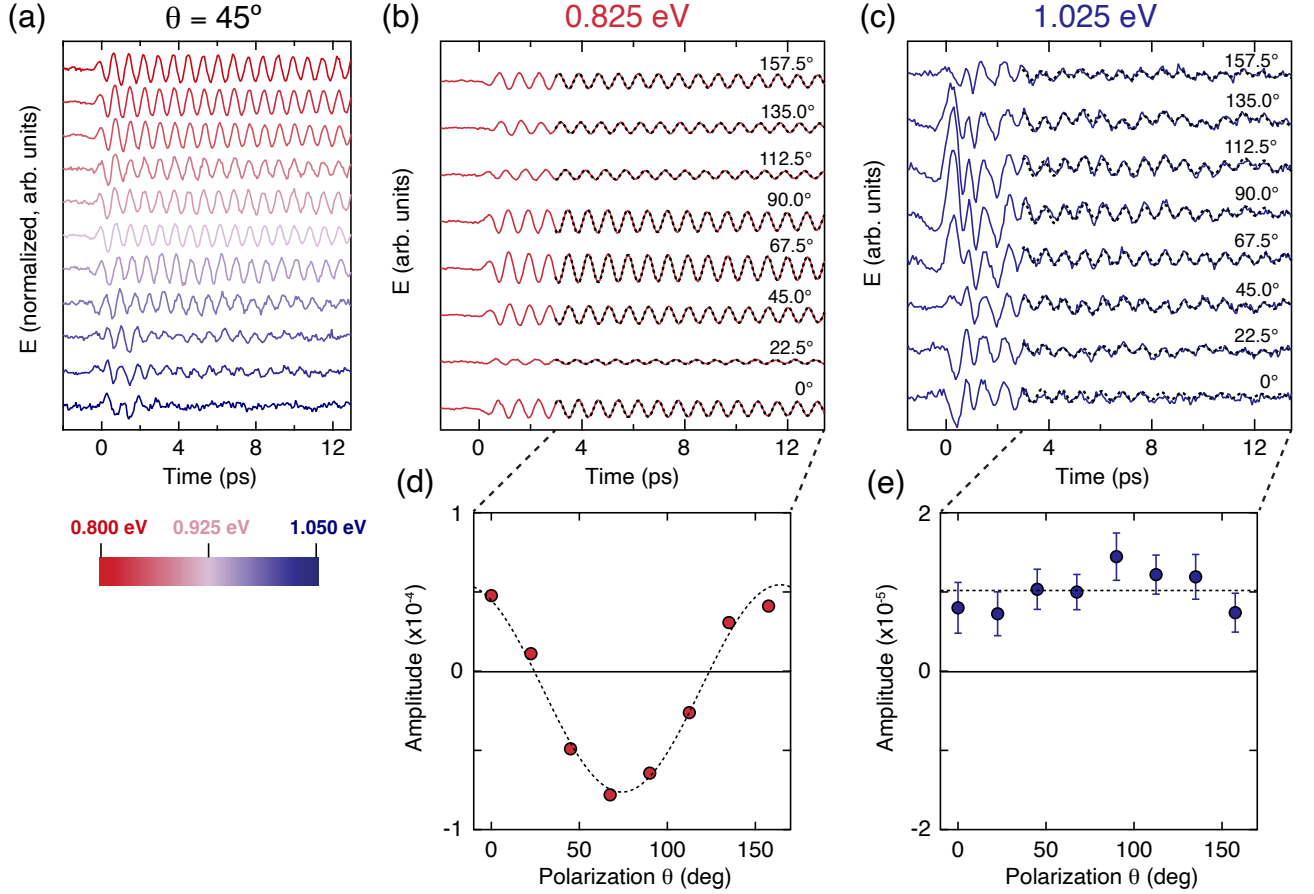 (a)
θ = 45º
E (normalized, arb. units)
0 4 8 12
Time (ps)
0.800 eV 0.925 eV 1.050 eV
(b)
0.825 eV
E (arb. units)
157.5°
135.0°
112.5°
90.0°
67.5°
45.0°
22.5°
0°
0 4 8 12
Time (ps)
(c)
1.025 eV
E (arb. units)
157.5°
135.0°
112.5°
90.0°
67.5°
45.0°
22.5°
0°
0 4 8 12
Time (ps)
(d)
Amplitude (x10⁻⁴)
1
0
-1
0 50 100 150
Polarization θ (deg)
(e)
Amplitude (x10⁻⁵)
2
0
-2
0 50 100 150
Polarization θ (deg)